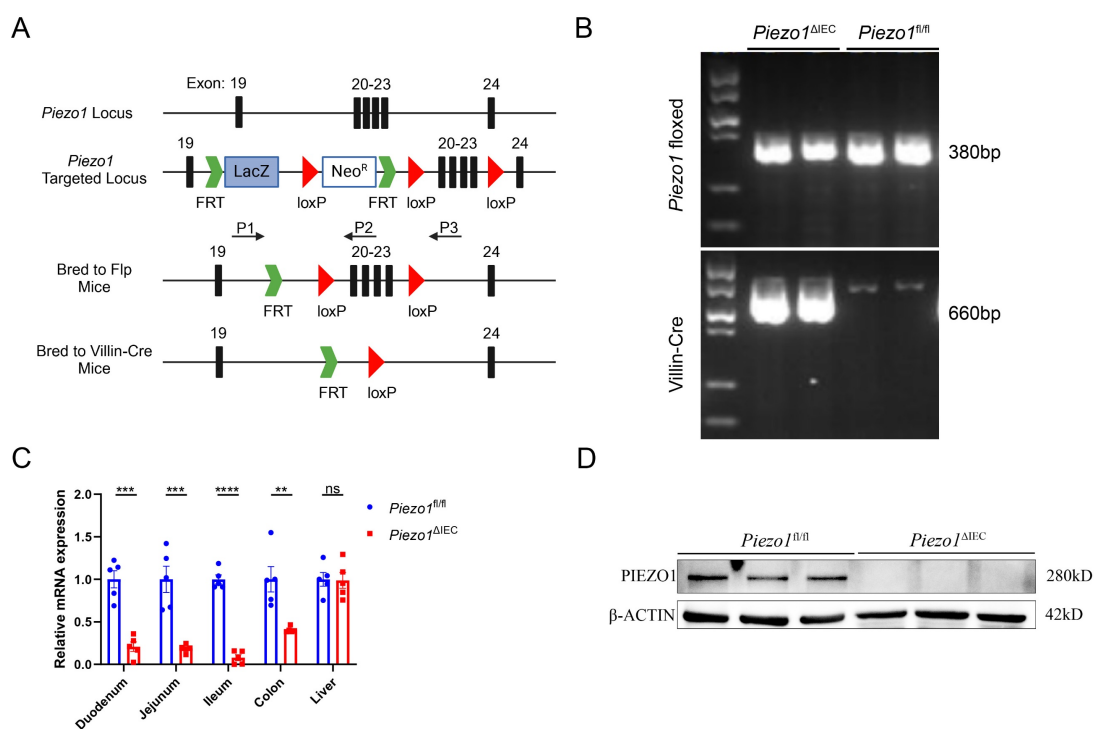 A
Exon: 19
20-23
24
Piezo1 Locus
19
20-23
24
Piezo1
Targeted Locus
LacZ
Neoᴿ
FRT
loxP
FRT
loxP
loxP
P1
P2
P3
19
20-23
24
Bred to Flp
Mice
FRT
loxP
loxP
19
24
Bred to Villin-Cre
Mice
FRT
loxP
B
Piezo1ΔIEC
Piezo1fl/fl
Piezo1 floxed
380bp
Villin-Cre
660bp
C
Relative mRNA expression
2.0
1.5
1.0
0.5
0.0
***
***
****
**
ns
Piezo1fl/fl
Piezo1ΔIEC
Duodenum
Jejunum
Ileum
Colon
Liver
D
Piezo1fl/fl
Piezo1ΔIEC
PIEZO1
280kD
β-ACTIN
42kD